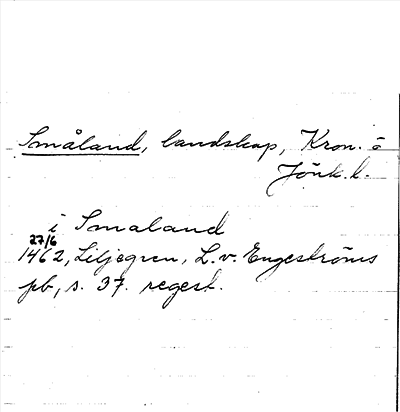 Småland, landskap, Kron. o
Jönk. l.
i Smaland
27/6
1462, Liljegren, L. v. Engeströms
pb, s. 37. regest.